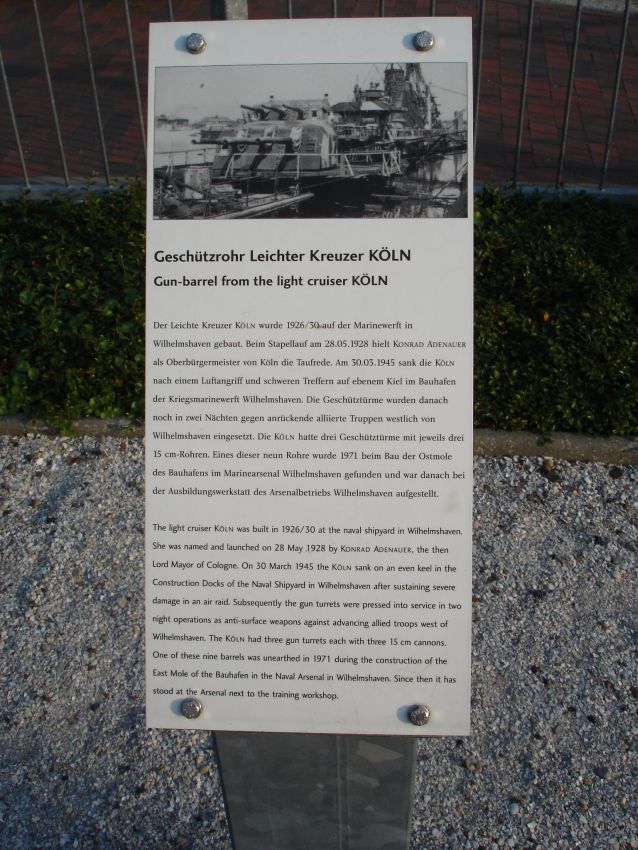 Geschützrohr Leichter Kreuzer KÖLN
Gun-barrel from the light cruiser KÖLN
Der Leichte Kreuzer KÖLN wurde 1926/30 auf der Marinewerft in
Wilhelmshaven gebaut. Beim Stapellauf am 28.05.1928 hielt KONRAD ADENAUER
als Oberbürgermeister von Köln die Taufrede. Am 30.03.1945 sank die KÖLN
nach einem Luftangriff und schweren Treffern auf ebenem Kiel im Bauhafen
der Kriegsmarinewerft Wilhelmshaven. Die Geschütztürme wurden danach
noch in zwei Nächten gegen anrückende alliierte Truppen westlich von
Wilhelmshaven eingesetzt. Die KÖLN hatte drei Geschütztürme mit jeweils drei
15 cm-Rohren. Eines dieser neun Rohre wurde 1971 beim Bau der Ostmole
des Bauhafens im Marinearsenal Wilhelmshaven gefunden und war danach bei
der Ausbildungswerkstatt des Arsenalbetriebs Wilhelmshaven aufgestellt.
The light cruiser KÖLN was built in 1926/30 at the naval shipyard in Wilhelmshaven.
She was named and launched on 28 May 1928 by KONRAD ADENAUER, the then
Lord Mayor of Cologne. On 30 March 1945 the KÖLN sank on an even keel in the
Construction Docks of the Naval Shipyard in Wilhelmshaven after sustaining severe
damage in an air raid. Subsequently the gun turrets were pressed into service in two
night operations as anti-surface weapons against advancing allied troops west of
Wilhelmshaven. The KÖLN had three gun turrets each with three 15 cm cannons.
One of these nine barrels was unearthed in 1971 during the construction of the
East Mole of the Bauhafen in the Naval Arsenal in Wilhelmshaven. Since then it has
stood at the Arsenal next to the training workshop.